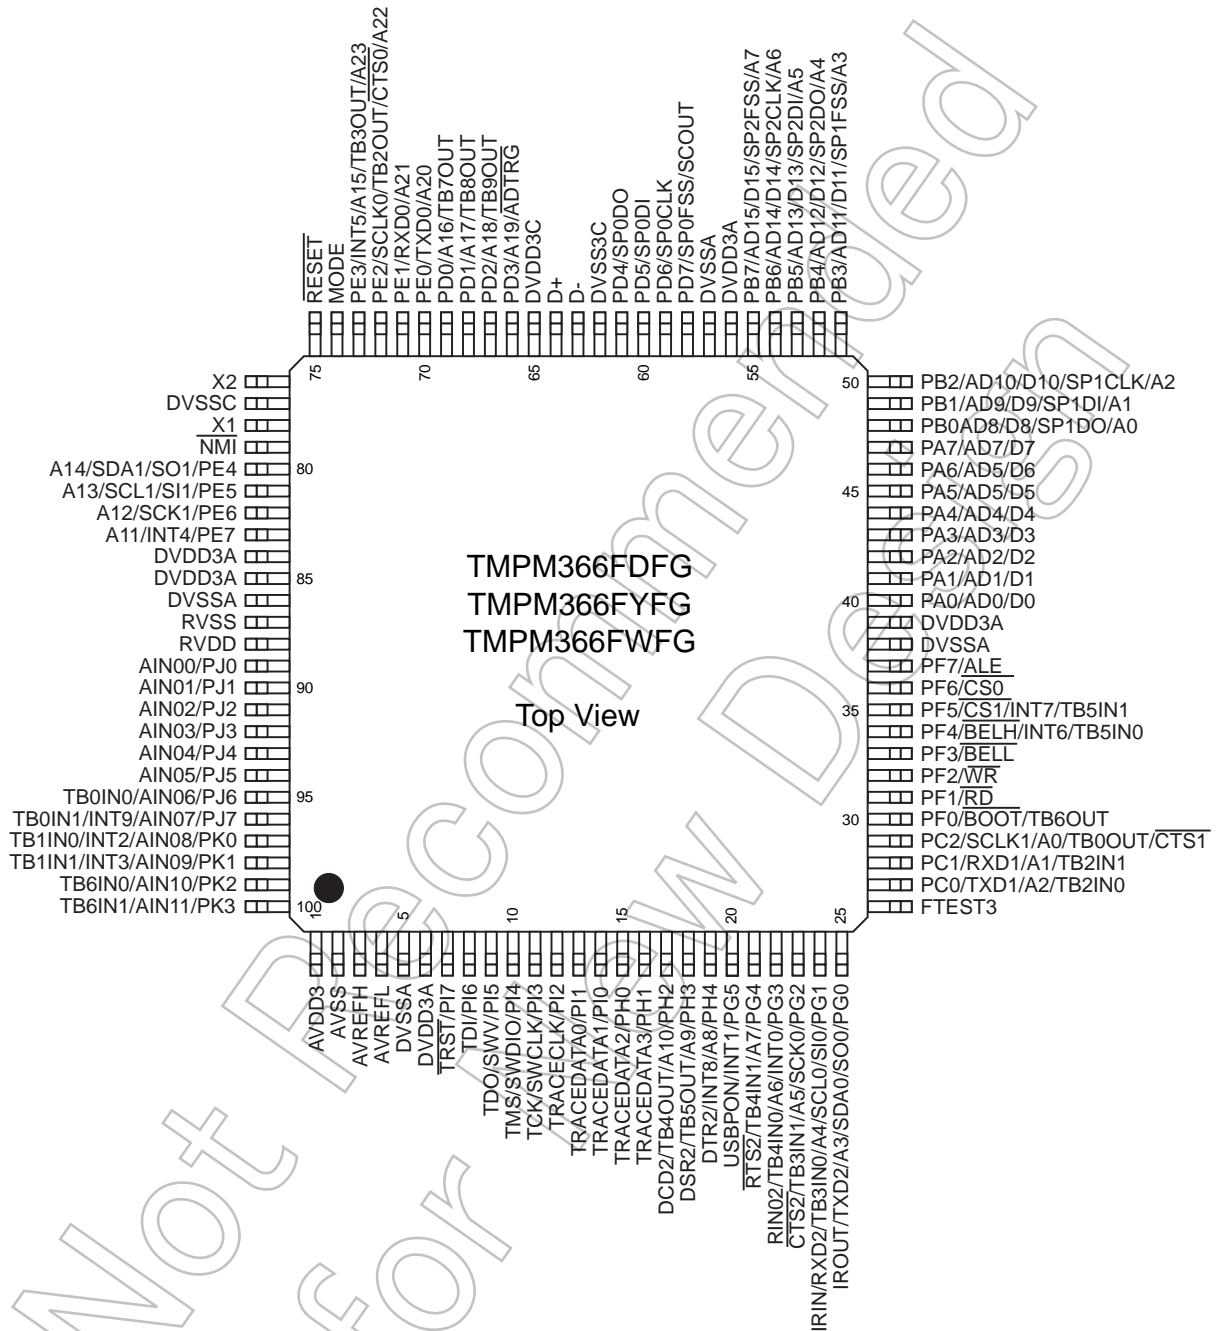 RESET
MODE
PE3/INT5/A15/TB3OUT/A23
PE2/SCLK0/TB2OUT/CTS0/A22
PE1/RXD0/A21
PE0/TXD0/A20
PD0/A16/TB7OUT
PD1/A17/TB8OUT
PD2/A18/TB9OUT
PD3/A19/ADTRG
DVDD3C
D+
D-
DVSS3C
PD4/SP0DO
PD5/SP0DI
PD6/SP0CLK
PD7/SP0FSS/SCOUT
DVSSA
DVDD3A
PB7/AD15/D15/SP2FSS/A7
PB6/AD14/D14/SP2CLK/A6
PB5/AD13/D13/SP2DI/A5
PB4/AD12/D12/SP2DO/A4
PB3/AD11/D11/SP1FSS/A3
75
70
65
60
55
X2
DVSSC
X1
NMI
A14/SDA1/SO1/PE4
A13/SCL1/SI1/PE5
A12/SCK1/PE6
A11/INT4/PE7
DVDD3A
DVDD3A
DVSSA
RVSS
RVDD
AIN00/PJ0
AIN01/PJ1
AIN02/PJ2
AIN03/PJ3
AIN04/PJ4
AIN05/PJ5
TB0IN0/AIN06/PJ6
TB0IN1/INT9/AIN07/PJ7
TB1IN0/INT2/AIN08/PK0
TB1IN1/INT3/AIN09/PK1
TB6IN0/AIN10/PK2
TB6IN1/AIN11/PK3
80
85
90
95
100
TMPM366FDFG
TMPM366FYFG
TMPM366FWFG
Top View
50
45
40
35
30
PB2/AD10/D10/SP1CLK/A2
PB1/AD9/D9/SP1DI/A1
PB0AD8/D8/SP1DO/A0
PA7/AD7/D7
PA6/AD5/D6
PA5/AD5/D5
PA4/AD4/D4
PA3/AD3/D3
PA2/AD2/D2
PA1/AD1/D1
PA0/AD0/D0
DVDD3A
DVSSA
PF7/ALE
PF6/CS0
PF5/CS1/INT7/TB5IN1
PF4/BELH/INT6/TB5IN0
PF3/BELL
PF2/WR
PF1/RD
PF0/BOOT/TB6OUT
PC2/SCLK1/A0/TB0OUT/CTS1
PC1/RXD1/A1/TB2IN1
PC0/TXD1/A2/TB2IN0
FTEST3
1
5
10
15
20
25
AVDD3
AVSS
AVREFH
AVREFL
DVSSA
DVDD3A
TRST/PI7
TDI/PI6
TDO/SWV/PI5
TMS/SWDIO/PI4
TCK/SWCLK/PI3
TRACECLK/PI2
TRACEDATA0/PI1
TRACEDATA1/PI0
TRACEDATA2/PH0
TRACEDATA3/PH1
DCD2/TB4OUT/A10/PH2
DSR2/TB5OUT/A9/PH3
DTR2/INT8/A8/PH4
USBPON/INT1/PG5
RTS2/TB4IN1/A7/PG4
RIN02/TB4IN0/A6/INT0/PG3
CTS2/TB3IN1/A5/SCK0/PG2
IRIN/RXD2/TB3IN0/A4/SCL0/SI0/PG1
IROUT/TXD2/A3/SDA0/SO0/PG0
Not Recommended
for New Design